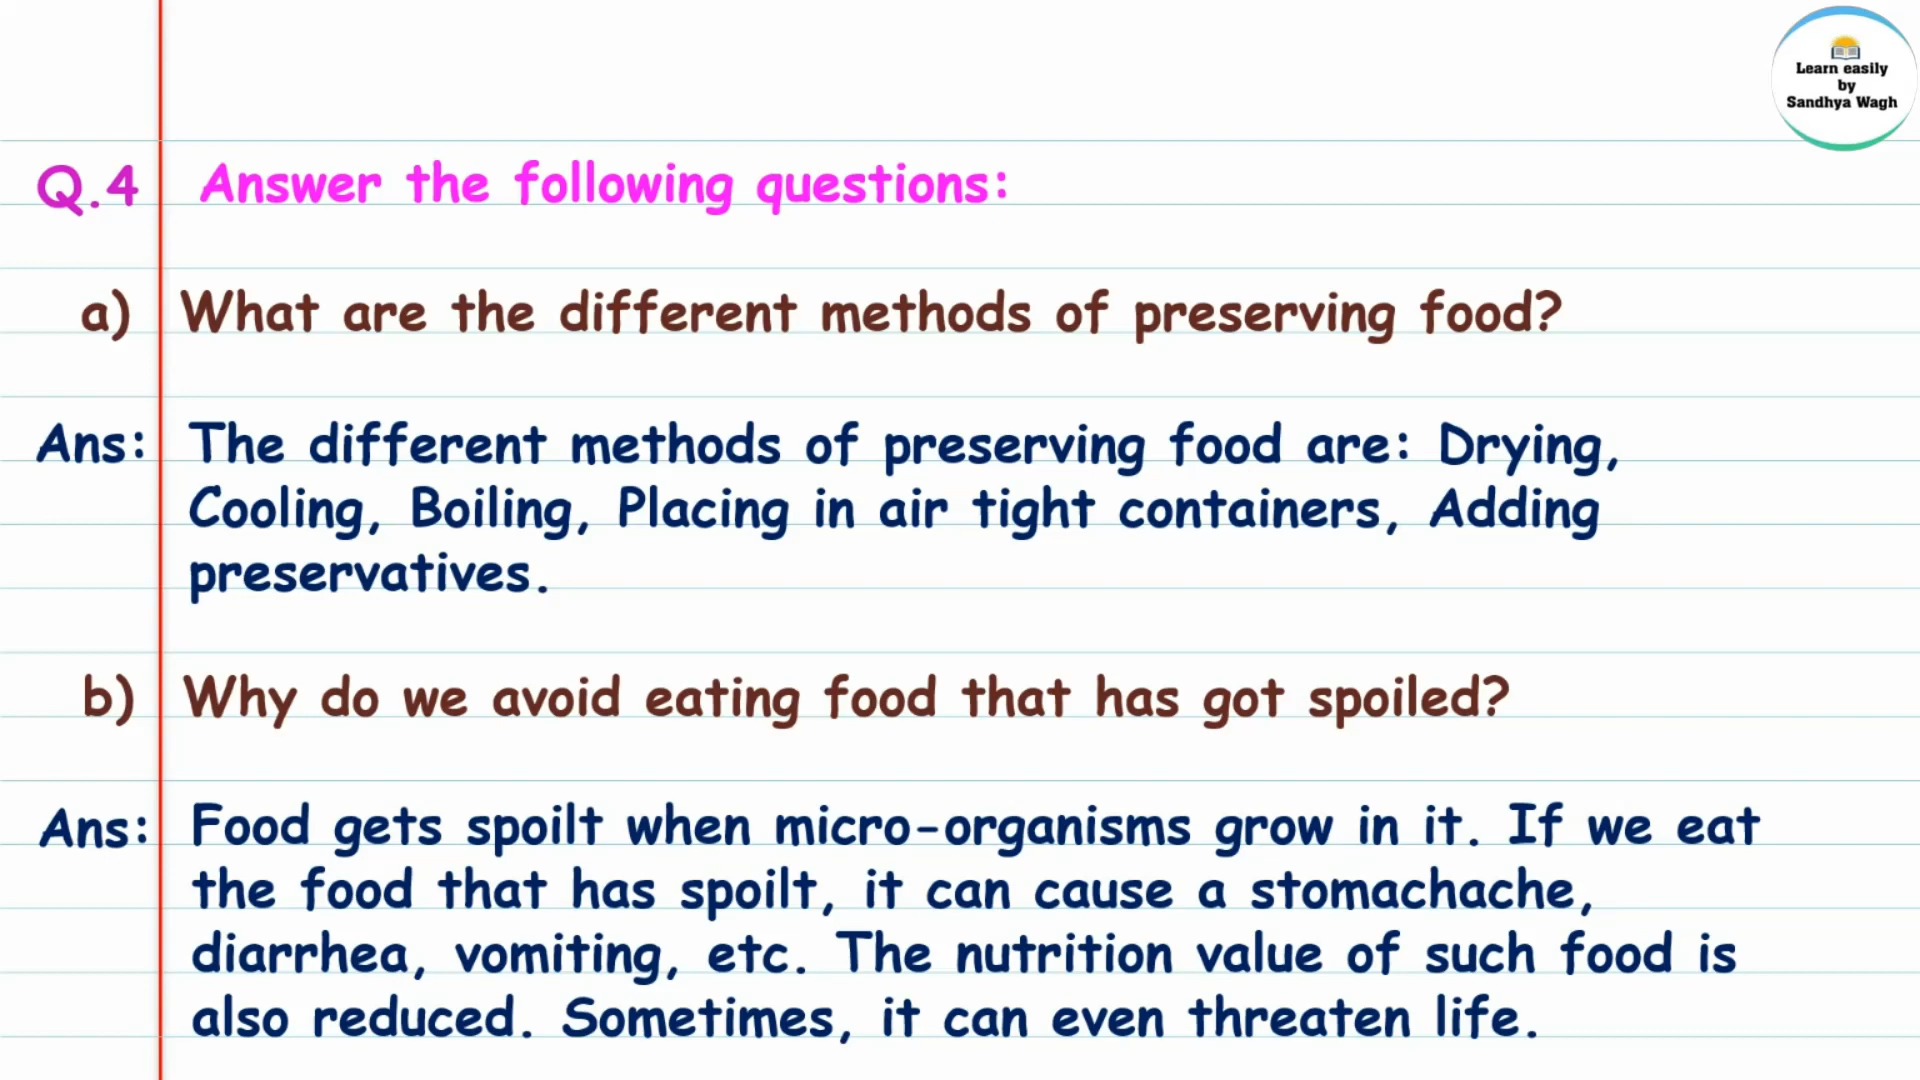 Learn easily
by
Sandhya Wagh
Q.4 Answer the following questions:
a) What are the different methods of preserving food?
Ans: The different methods of preserving food are: Drying,
Cooling, Boiling, Placing in air tight containers, Adding
preservatives.
b) Why do we avoid eating food that has got spoiled?
Ans: Food gets spoilt when micro-organisms grow in it. If we eat
the food that has spoilt, it can cause a stomachache,
diarrhea, vomiting, etc. The nutrition value of such food is
also reduced. Sometimes, it can even threaten life.